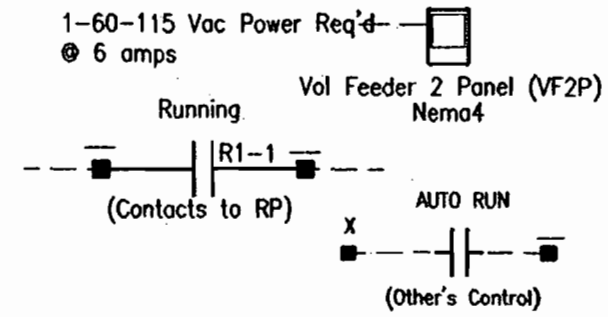 1-60-115 Vac Power Req'd
@ 6 amps
Vol Feeder 2 Panel (VF2P)
Nema4
Running
R1-1
(Contacts to RP)
AUTO RUN
X
(Other's Control)